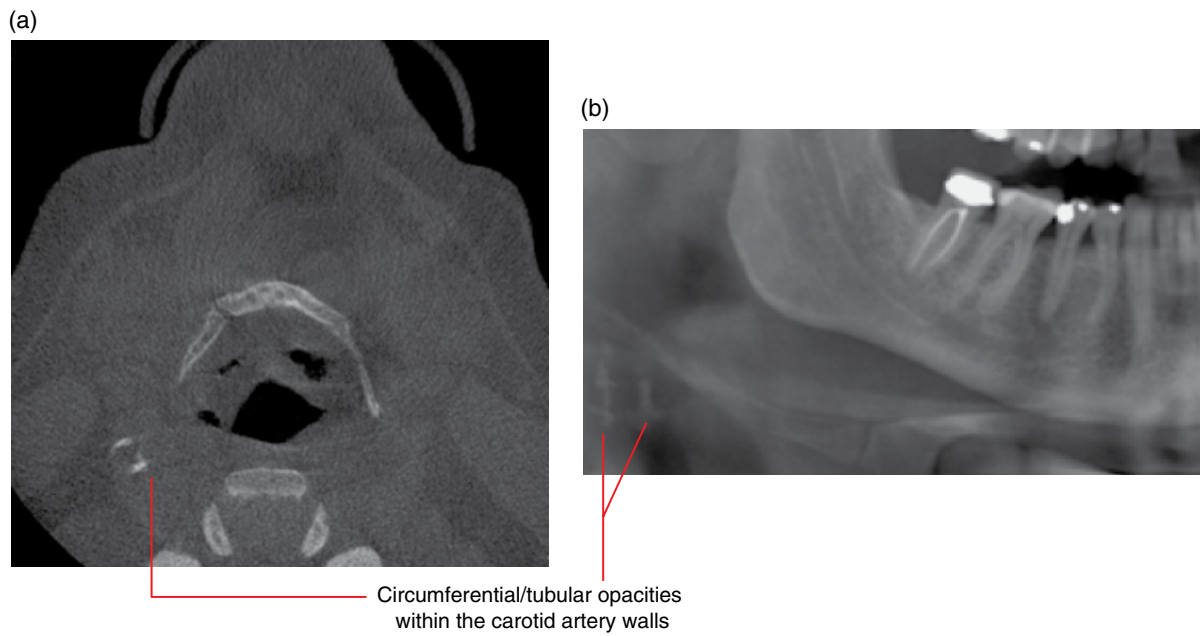 (a)
(b)
Circumferential/tubular opacities
within the carotid artery walls